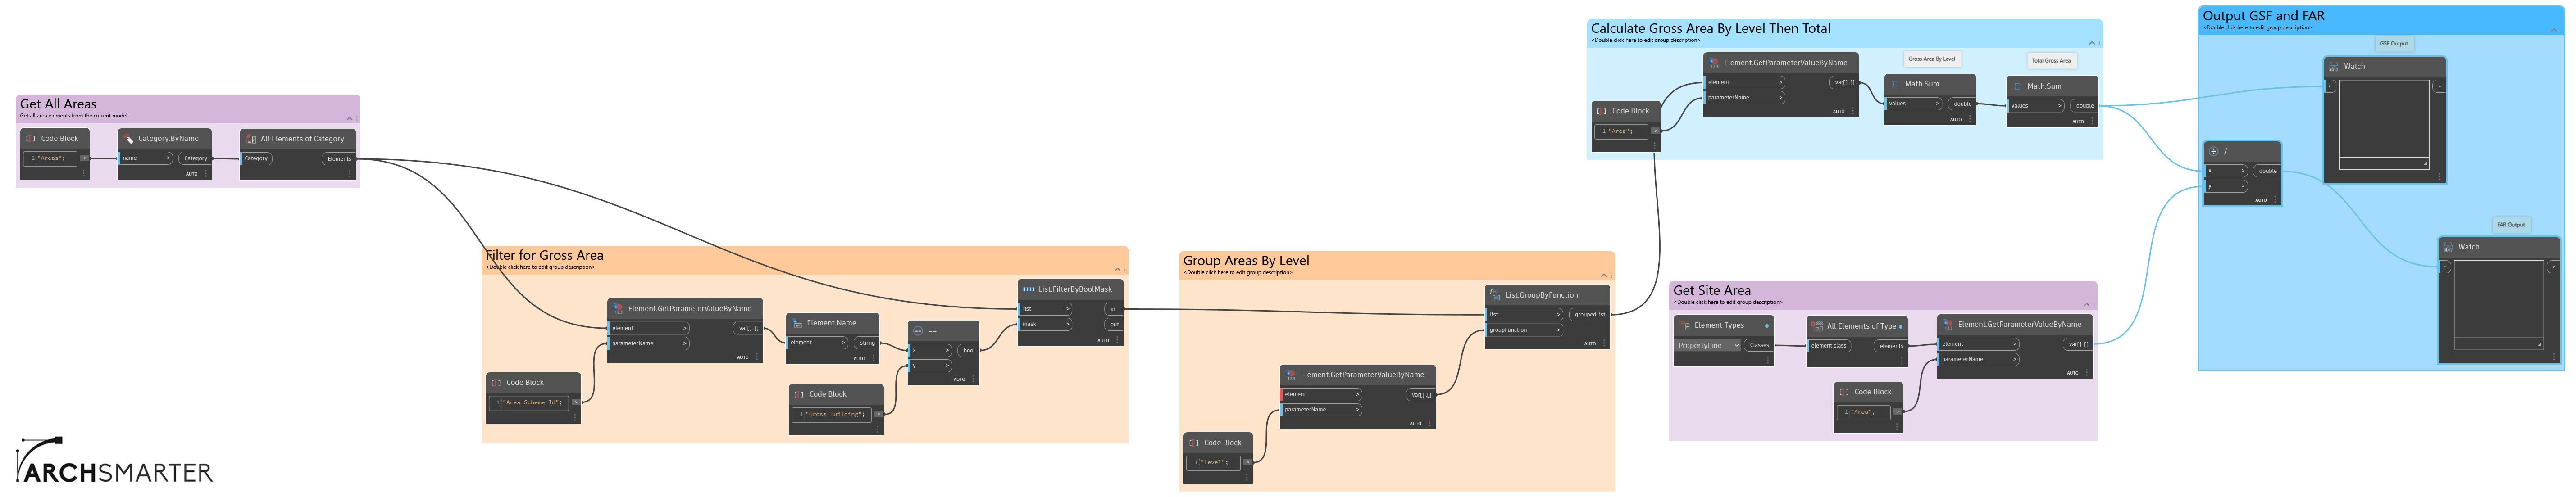 Get All Areas
Get all area elements from the current model
Code Block
1 "Areas";
>
Category.ByName
name >
Category
AUTO
All Elements of Category
Category
Elements
Filter for Gross Area
<Double click here to edit group description>
Code Block
1 "Area Scheme Id";
>
Element.GetParameterValueByName
element >
parameterName >
var[]..[]
AUTO
Element.Name
element >
string
AUTO
Code Block
1 "Gross Building";
>
==
x >
y >
bool
AUTO
List.FilterByBoolMask
list >
mask >
in
out
AUTO
Group Areas By Level
<Double click here to edit group description>
Code Block
1 "Level";
>
Element.GetParameterValueByName
element >
parameterName >
var[]..[]
AUTO
List.GroupByFunction
list >
groupFunction >
groupedList
AUTO
Calculate Gross Area By Level Then Total
<Double click here to edit group description>
Code Block
1 "Area";
>
Element.GetParameterValueByName
element >
parameterName >
var[]..[]
AUTO
Gross Area By Level
Math.Sum
values >
double
AUTO
Total Gross Area
Math.Sum
values >
double
AUTO
Get Site Area
<Double click here to edit group description>
Element Types
PropertyLine
Classes
All Elements of Type
element class
elements
Code Block
1 "Area";
>
Element.GetParameterValueByName
element >
parameterName >
var[]..[]
AUTO
Output GSF and FAR
<Double click here to edit group description>
GSF Output
Watch
>
>
/
x >
y >
double
AUTO
FAR Output
Watch
>
>
ARCHSMARTER